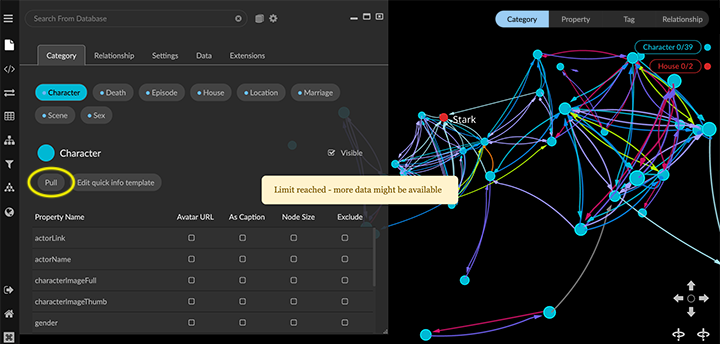 Search From Database
Category Relationship Settings Data Extensions
Character Death Episode House Location Marriage
Scene Sex
Character
Visible
Pull Edit quick info template
Property Name Avatar URL As Caption Node Size Exclude
actorLink
actorName
characterImageFull
characterImageThumb
gender
Category Property Tag Relationship
Character 0/39
House 0/2
Stark
Limit reached - more data might be available